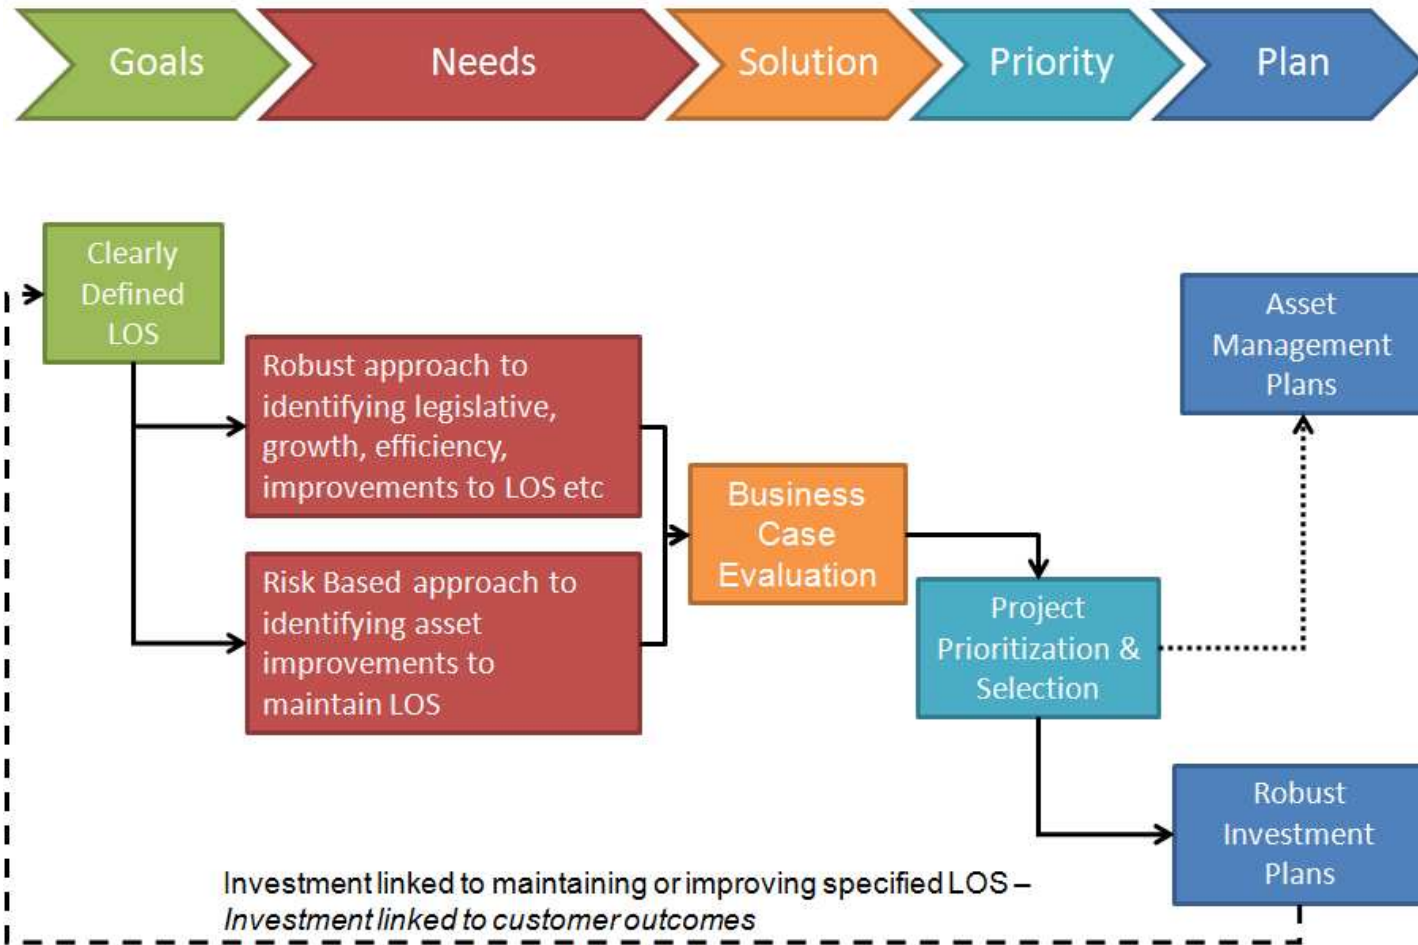 Goals
Needs
Solution
Priority
Plan
Clearly
Defined
LOS
Robust approach to
identifying legislative,
growth, efficiency,
improvements to LOS etc
Risk Based approach to
identifying asset
improvements to
maintain LOS
Business
Case
Evaluation
Project
Prioritization &
Selection
Asset
Management
Plans
Robust
Investment
Plans
Investment linked to maintaining or improving specified LOS –
Investment linked to customer outcomes